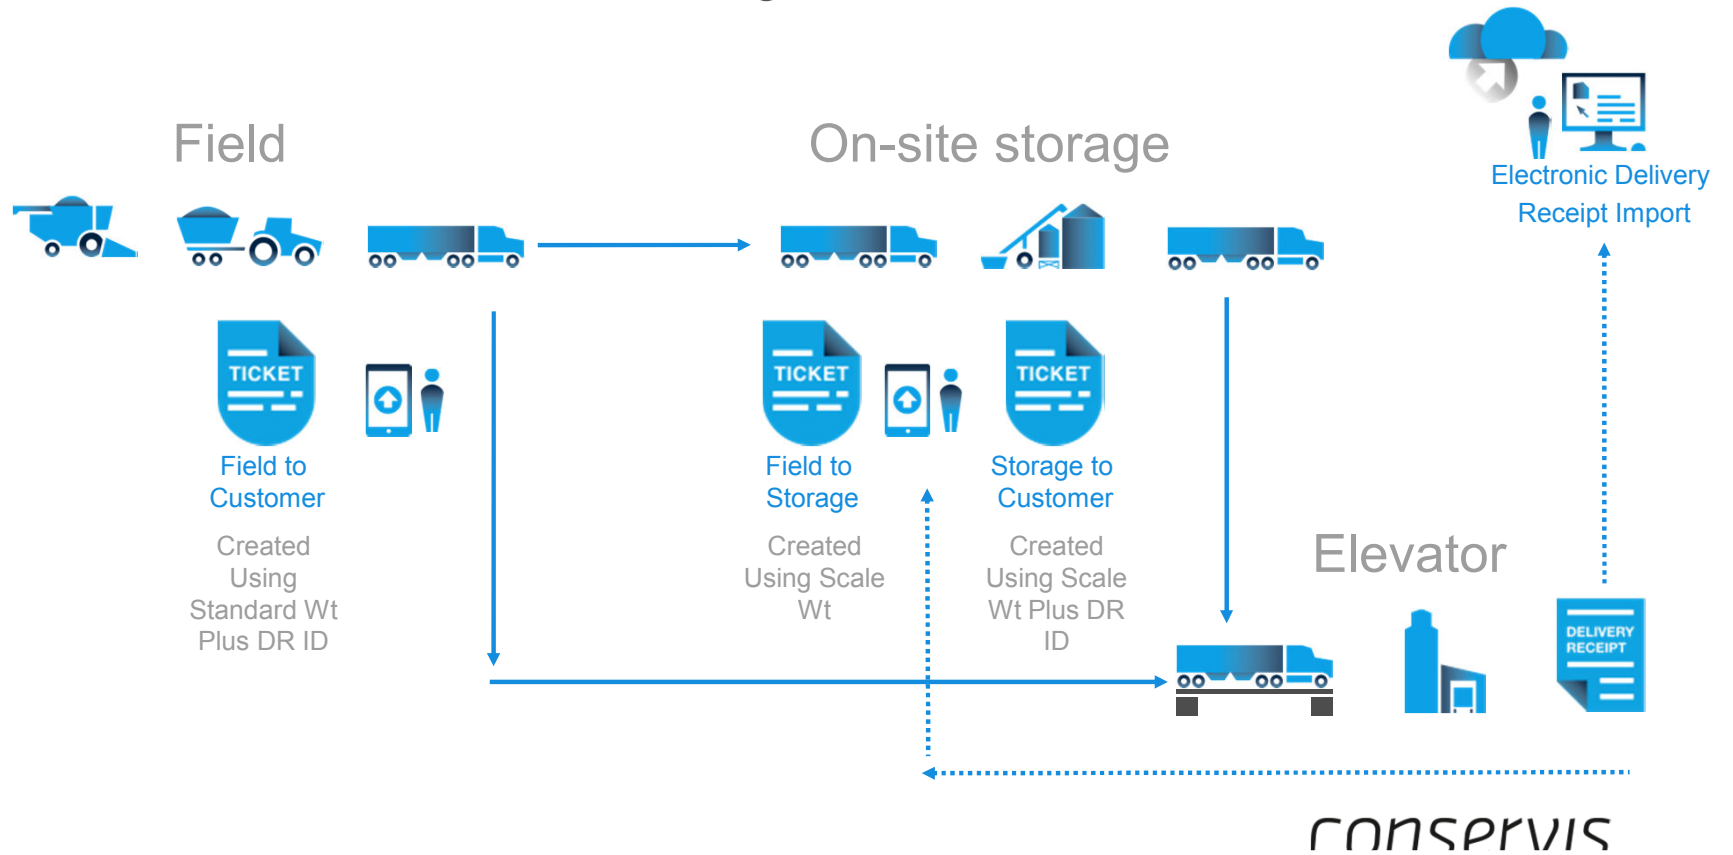 Field
On-site storage
Electronic Delivery
Receipt Import
TICKET
Field to
Customer
Created
Using
Standard Wt
Plus DR ID
TICKET
Field to
Storage
Created
Using Scale
Wt
TICKET
Storage to
Customer
Created
Using Scale
Wt Plus DR
ID
Elevator
DELIVERY
RECEIPT
conservis